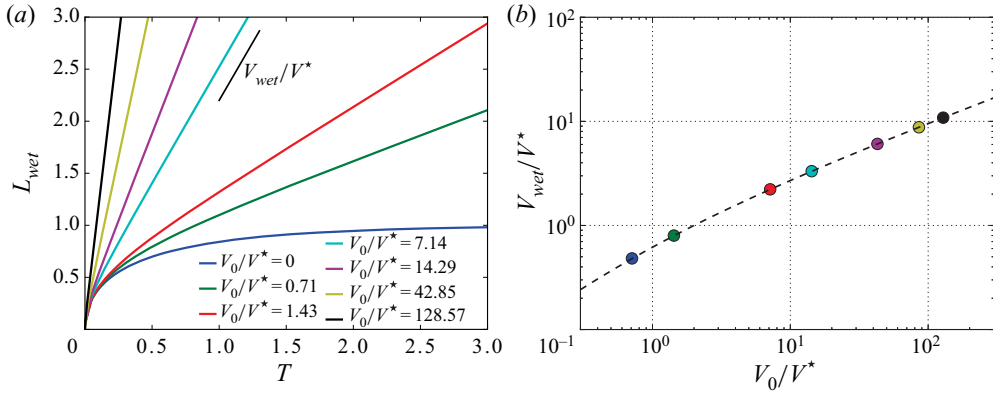 (a)
3.0
2.5
2.0
1.5
1.0
0.5
L_wet
V_wet/V★
V_0/V★ = 0
V_0/V★ = 0.71
V_0/V★ = 1.43
V_0/V★ = 7.14
V_0/V★ = 14.29
V_0/V★ = 42.85
V_0/V★ = 128.57
0 0.5 1.0 1.5 2.0 2.5 3.0
T
(b)
10^2
10^1
10^0
10^−1
V_wet/V★
10^0 10^1 10^2
V_0/V★